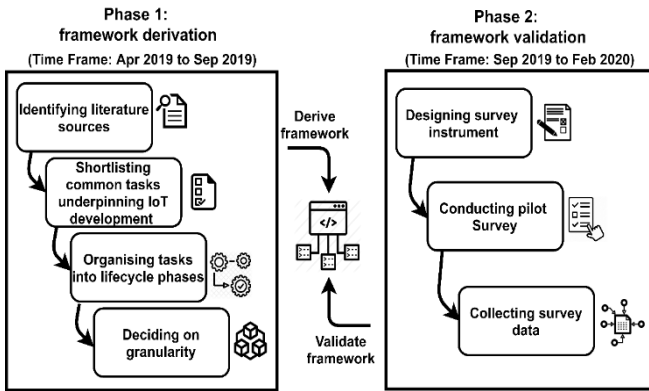 Phase 1:
framework derivation
(Time Frame: Apr 2019 to Sep 2019)
Identifying literature
sources
Shortlisting
common tasks
underpinning IoT
development
Organising tasks
into lifecycle phases
Deciding on
granularity
Derive
framework
</>
Validate
framework
Phase 2:
framework validation
(Time Frame: Sep 2019 to Feb 2020)
Designing survey
instrument
Conducting pilot
Survey
Collecting survey
data